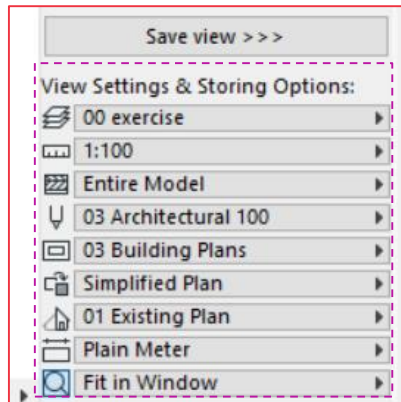 Save view >>>
View Settings & Storing Options:
00 exercise
1:100
Entire Model
03 Architectural 100
03 Building Plans
Simplified Plan
01 Existing Plan
Plain Meter
Fit in Window